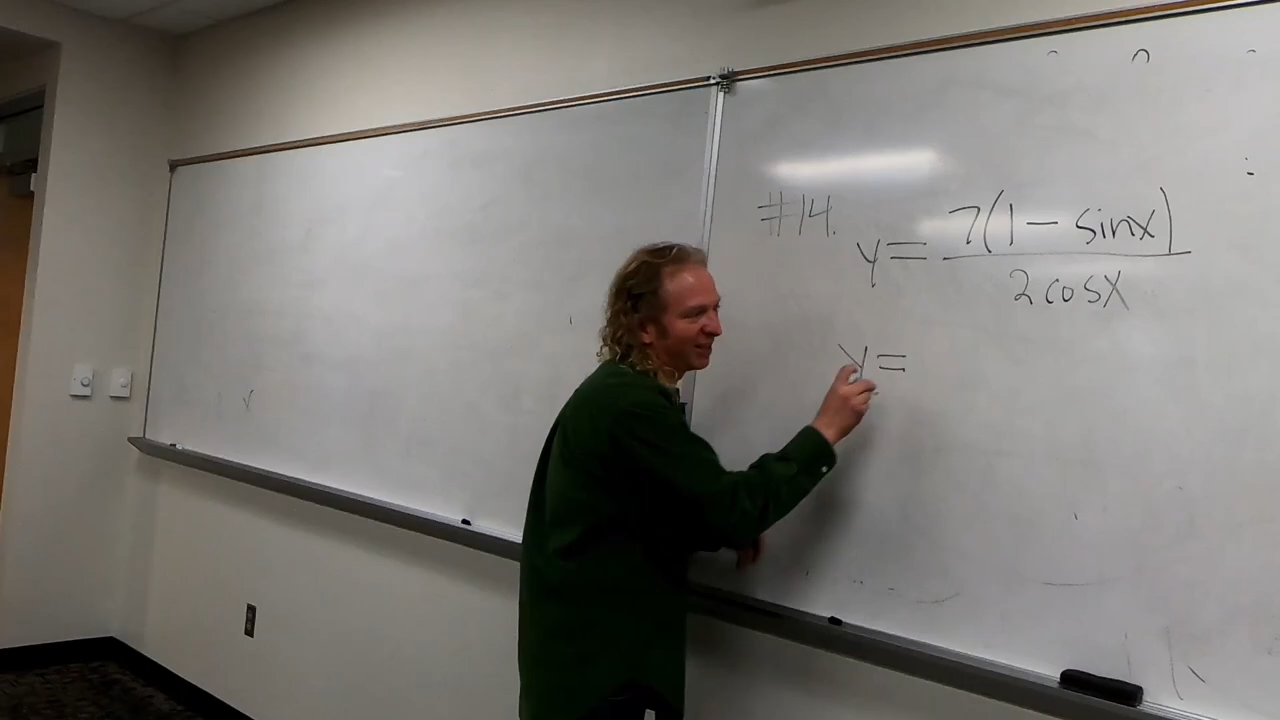 #14. y = 7(1 - sinx) / 2cosx
y =